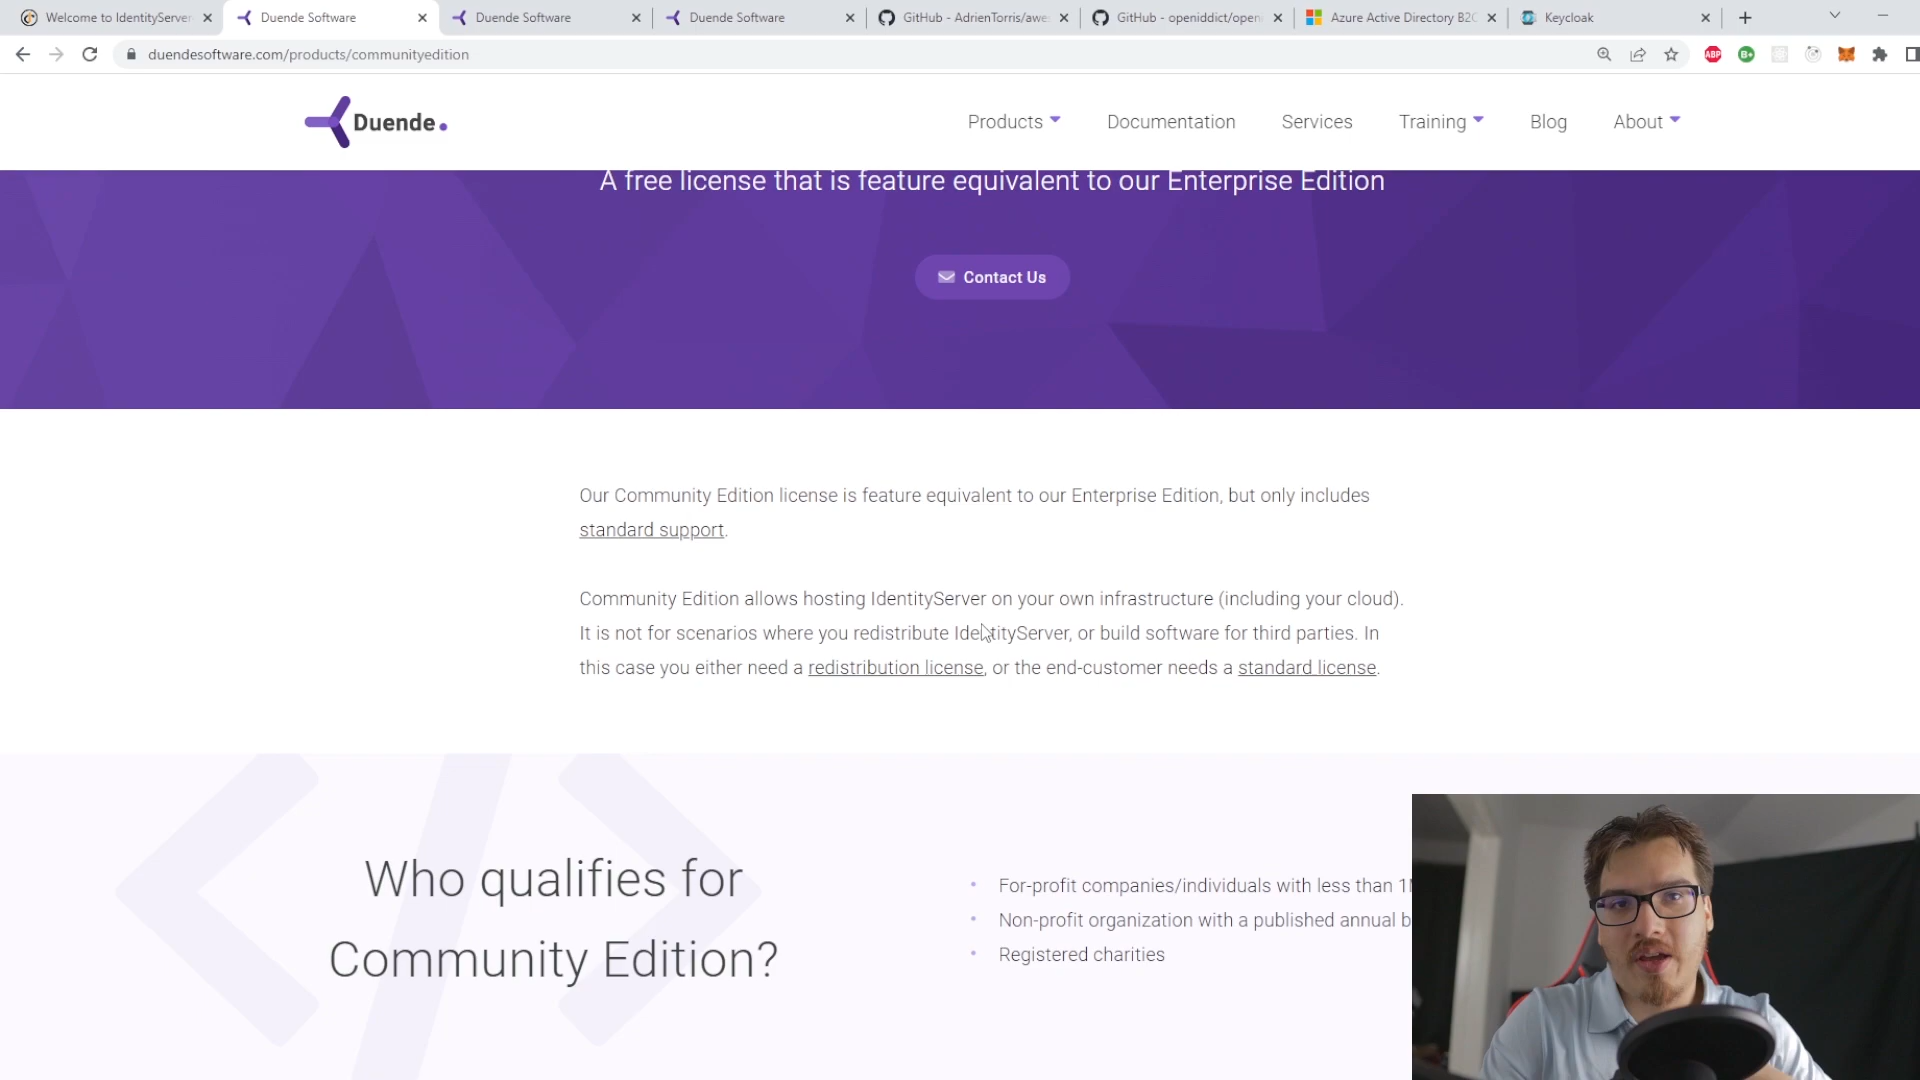 Welcome to IdentityServer
Duende Software
Duende Software
Duende Software
GitHub - AdrienTorris/awe
GitHub - openiddict/open
Azure Active Directory B2C
Keycloak
duendesoftware.com/products/communityedition
ABP
B+
Duende
Products
Documentation
Services
Training
Blog
About
A free license that is feature equivalent to our Enterprise Edition
Contact Us
Our Community Edition license is feature equivalent to our Enterprise Edition, but only includes
standard support.
Community Edition allows hosting IdentityServer on your own infrastructure (including your cloud).
It is not for scenarios where you redistribute IdentityServer, or build software for third parties. In
this case you either need a redistribution license, or the end-customer needs a standard license.
Who qualifies for
Community Edition?
• For-profit companies/individuals with less than 1
• Non-profit organization with a published annual b
• Registered charities